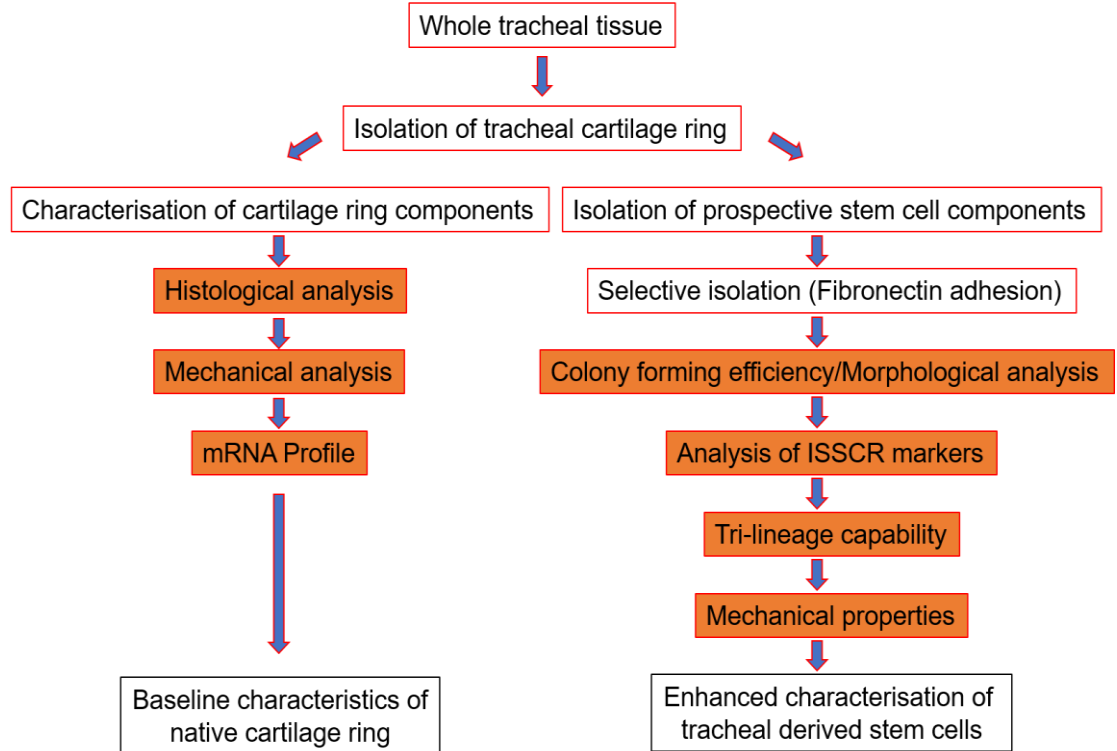 Whole tracheal tissue
Isolation of tracheal cartilage ring
Characterisation of cartilage ring components
Histological analysis
Mechanical analysis
mRNA Profile
Baseline characteristics of
native cartilage ring
Isolation of prospective stem cell components
Selective isolation (Fibronectin adhesion)
Colony forming efficiency/Morphological analysis
Analysis of ISSCR markers
Tri-lineage capability
Mechanical properties
Enhanced characterisation of
tracheal derived stem cells